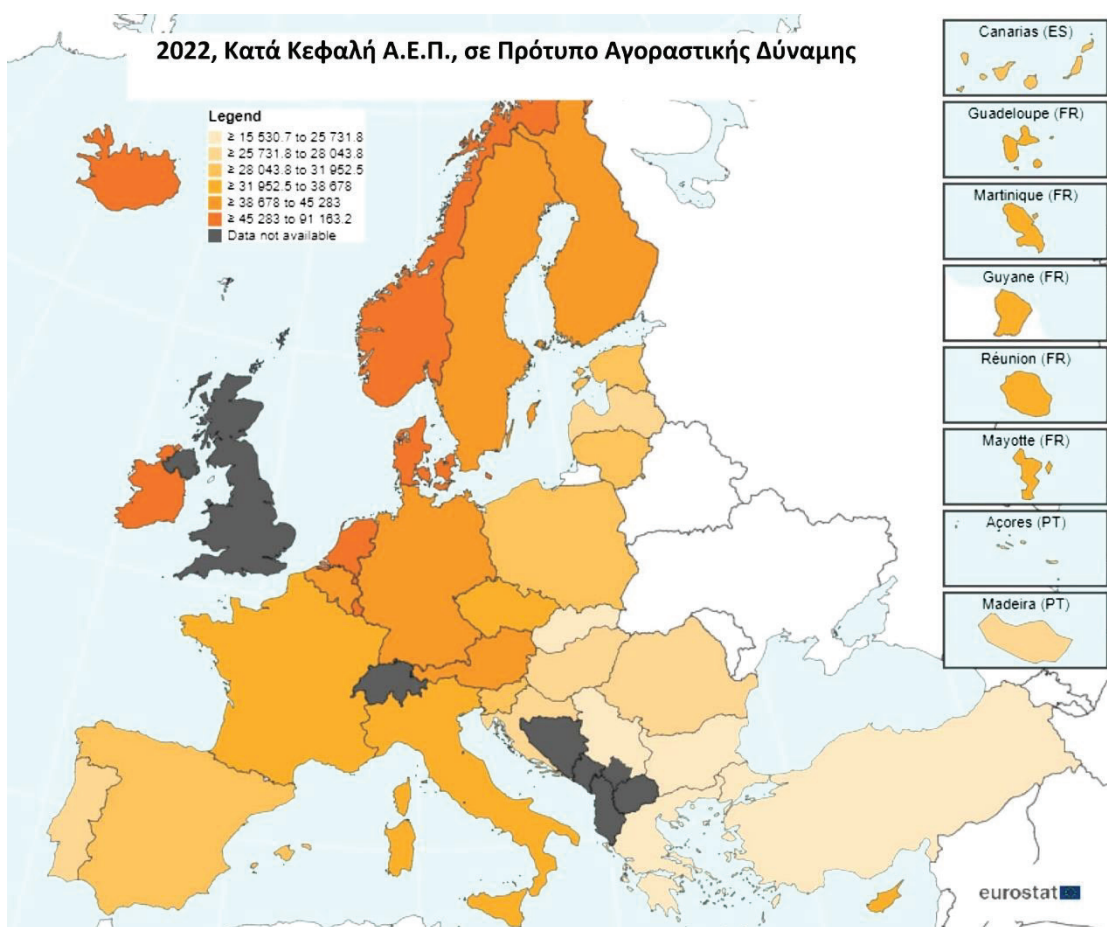 2022, Κατά Κεφαλή Α.Ε.Π., σε Πρότυπο Αγοραστικής Δύναμης
Legend
≥ 15 530.7 to 25 731.8
≥ 25 731.8 to 28 043.8
≥ 28 043.8 to 31 952.5
≥ 31 952.5 to 38 678
≥ 38 678 to 45 283
≥ 45 283 to 91 163.2
Data not available
Canarias (ES)
Guadeloupe (FR)
Martinique (FR)
Guyane (FR)
Réunion (FR)
Mayotte (FR)
Açores (PT)
Madeira (PT)
eurostat